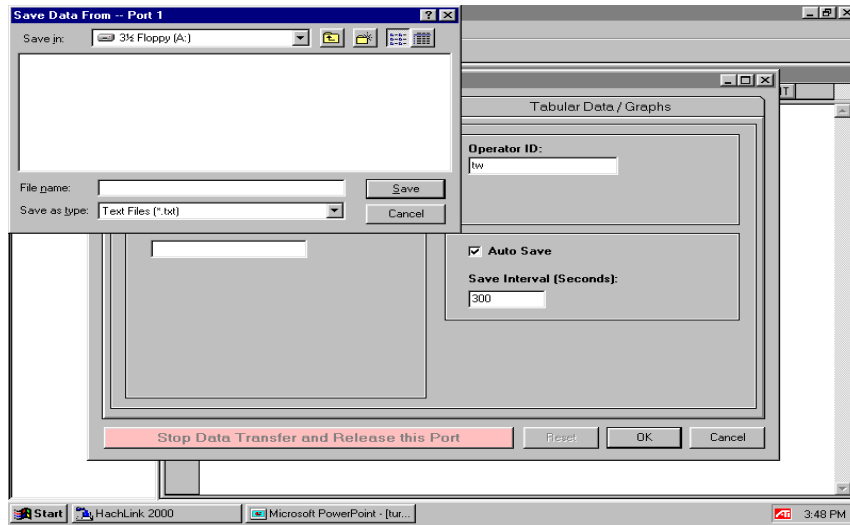 Save Data From -- Port 1
Save in:
3½ Floppy (A:)
File name:
Save
Save as type:
Text Files (*.txt)
Cancel
IT
Tabular Data / Graphs
Operator ID:
tw
Auto Save
Save Interval (Seconds):
300
Stop Data Transfer and Release this Port
Reset
OK
Cancel
Start
HachLink 2000
Microsoft PowerPoint - [tur...
ATI
3:48 PM